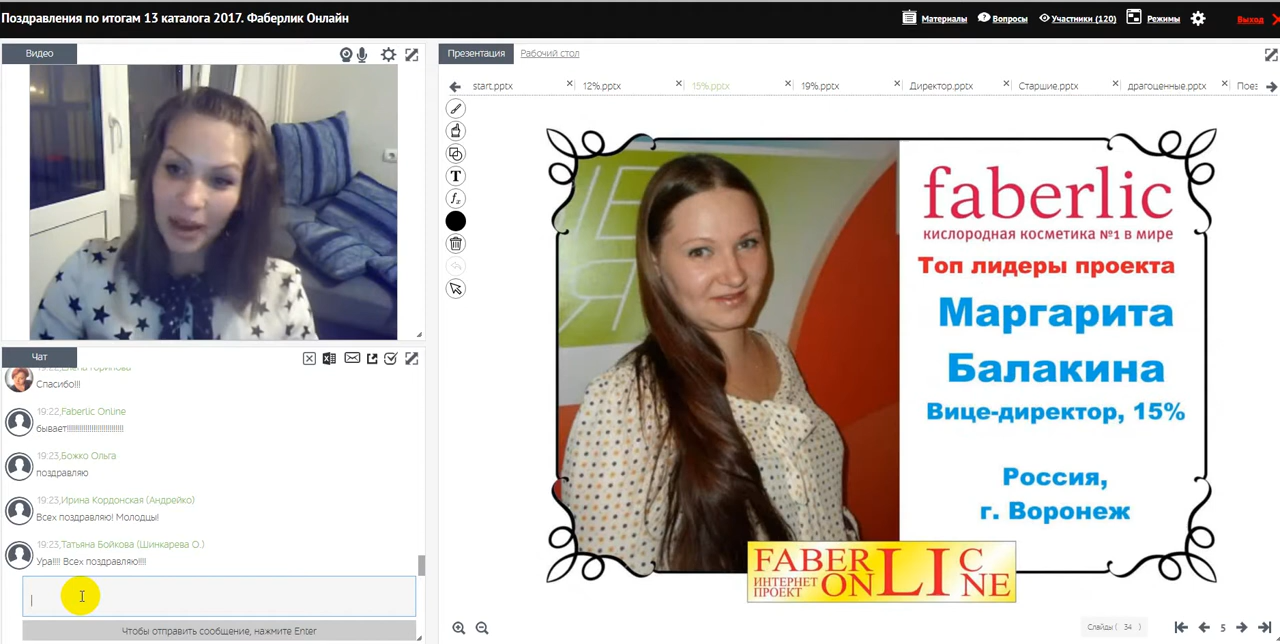 Поздравления по итогам 13 каталога 2017. Фаберлик Онлайн
Материалы
Вопросы
Участники (120)
Режимы
Выход
Видео
Презентация
Рабочий стол
start.pptx
12%.pptx
15%.pptx
19%.pptx
Директор.pptx
Старшие.pptx
драгоценные.pptx
Поез
faberlic
кислородная косметика №1 в мире
Топ лидеры проекта
Маргарита
Балакина
Вице-директор, 15%
Россия,
г. Воронеж
FABERLIC
ИНТЕРНЕТ
ПРОЕКТ
ONLINE
Чат
Спасибо!!!
19:22,Faberlic Online
19:23,Божко Ольга
поздравляю
19:23,Ирина Кордонская (Андрейко)
Всех поздравляю! Молодцы!
19:23,Татьяна Бойкова (Шинкарева О.)
Ура!!!! Всех поздравляю!!!!
Чтобы отправить сообщение, нажмите Enter
Слайды ( 34 )
5